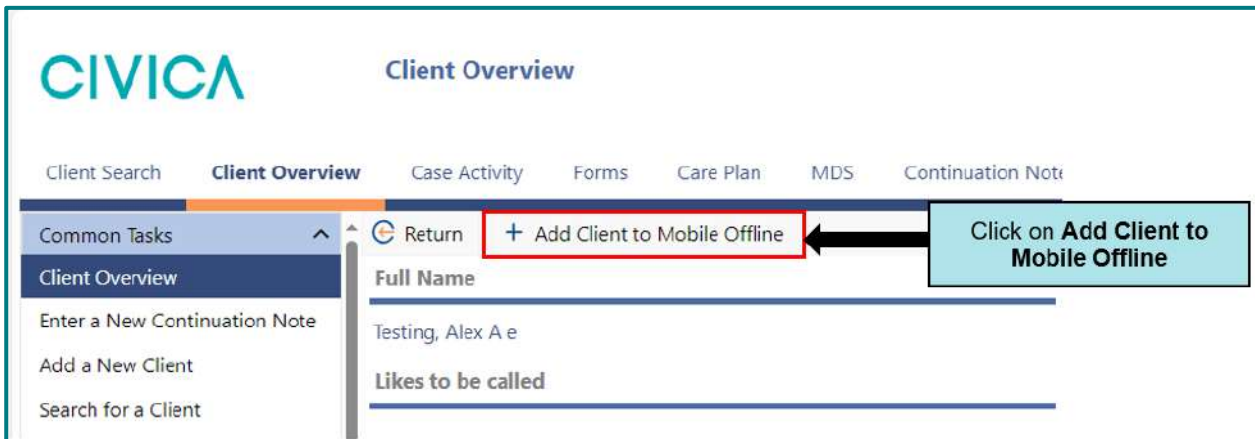 CIVICA
Client Overview
Client Search Client Overview Case Activity Forms Care Plan MDS Continuation Note
Common Tasks
Return + Add Client to Mobile Offline
Click on Add Client to
Mobile Offline
Client Overview
Full Name
Enter a New Continuation Note
Testing, Alex A e
Add a New Client
Likes to be called
Search for a Client